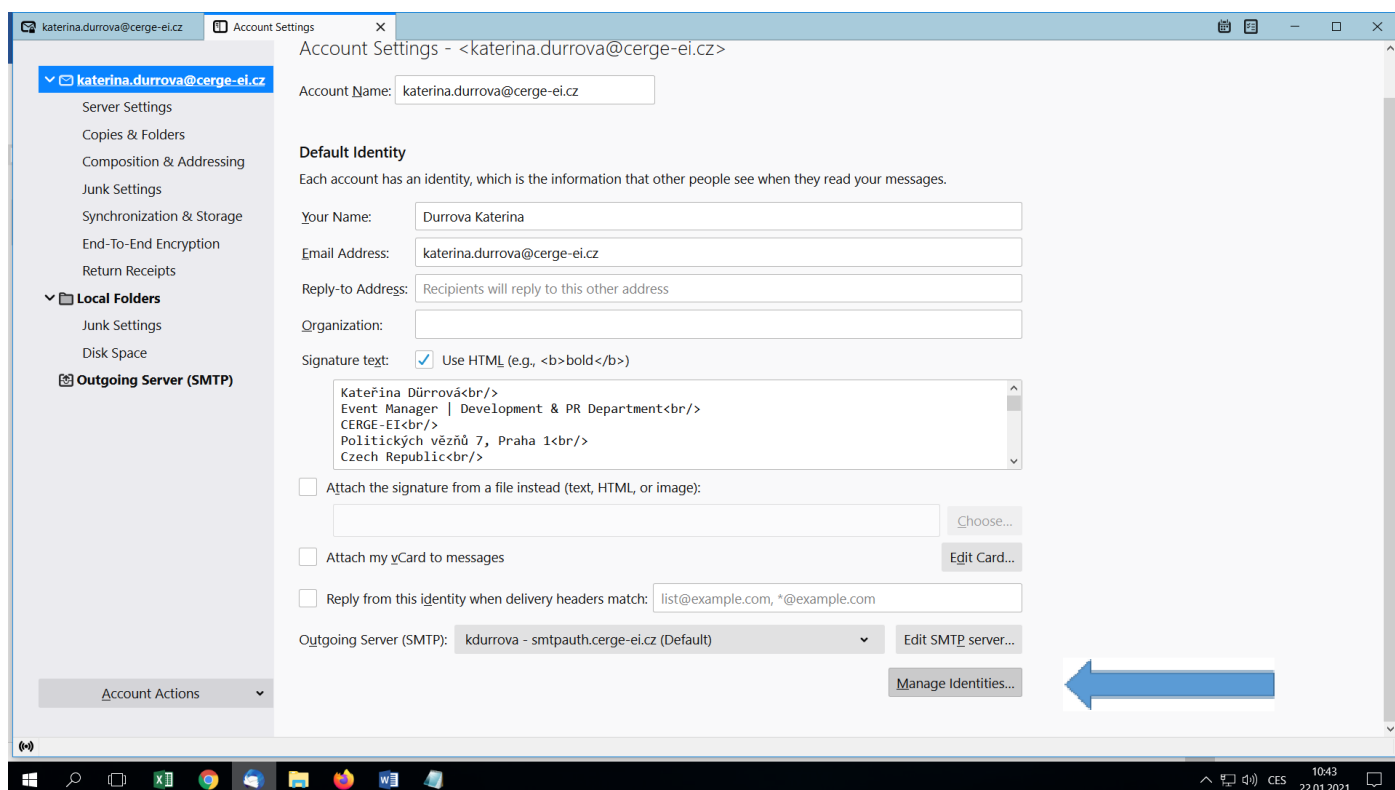 katerina.durrova@cerge-ei.cz
Account Settings
Account Settings - <katerina.durrova@cerge-ei.cz>
katerina.durrova@cerge-ei.cz
Server Settings
Copies & Folders
Composition & Addressing
Junk Settings
Synchronization & Storage
End-To-End Encryption
Return Receipts
Local Folders
Junk Settings
Disk Space
Outgoing Server (SMTP)
Account Actions
Account Name: katerina.durrova@cerge-ei.cz
Default Identity
Each account has an identity, which is the information that other people see when they read your messages.
Your Name: Durrova Katerina
Email Address: katerina.durrova@cerge-ei.cz
Reply-to Address: Recipients will reply to this other address
Organization:
Signature text: Use HTML (e.g., <b>bold</b>)
Kateřina Dürrová<br/>
Event Manager | Development & PR Department<br/>
CERGE-EI<br/>
Politických vězňů 7, Praha 1<br/>
Czech Republic<br/>
Attach the signature from a file instead (text, HTML, or image):
Choose...
Attach my vCard to messages Edit Card...
Reply from this identity when delivery headers match: list@example.com, *@example.com
Outgoing Server (SMTP): kdurrova - smtpauth.cerge-ei.cz (Default) Edit SMTP server...
Manage Identities...
CES
10:43
22.01.2021